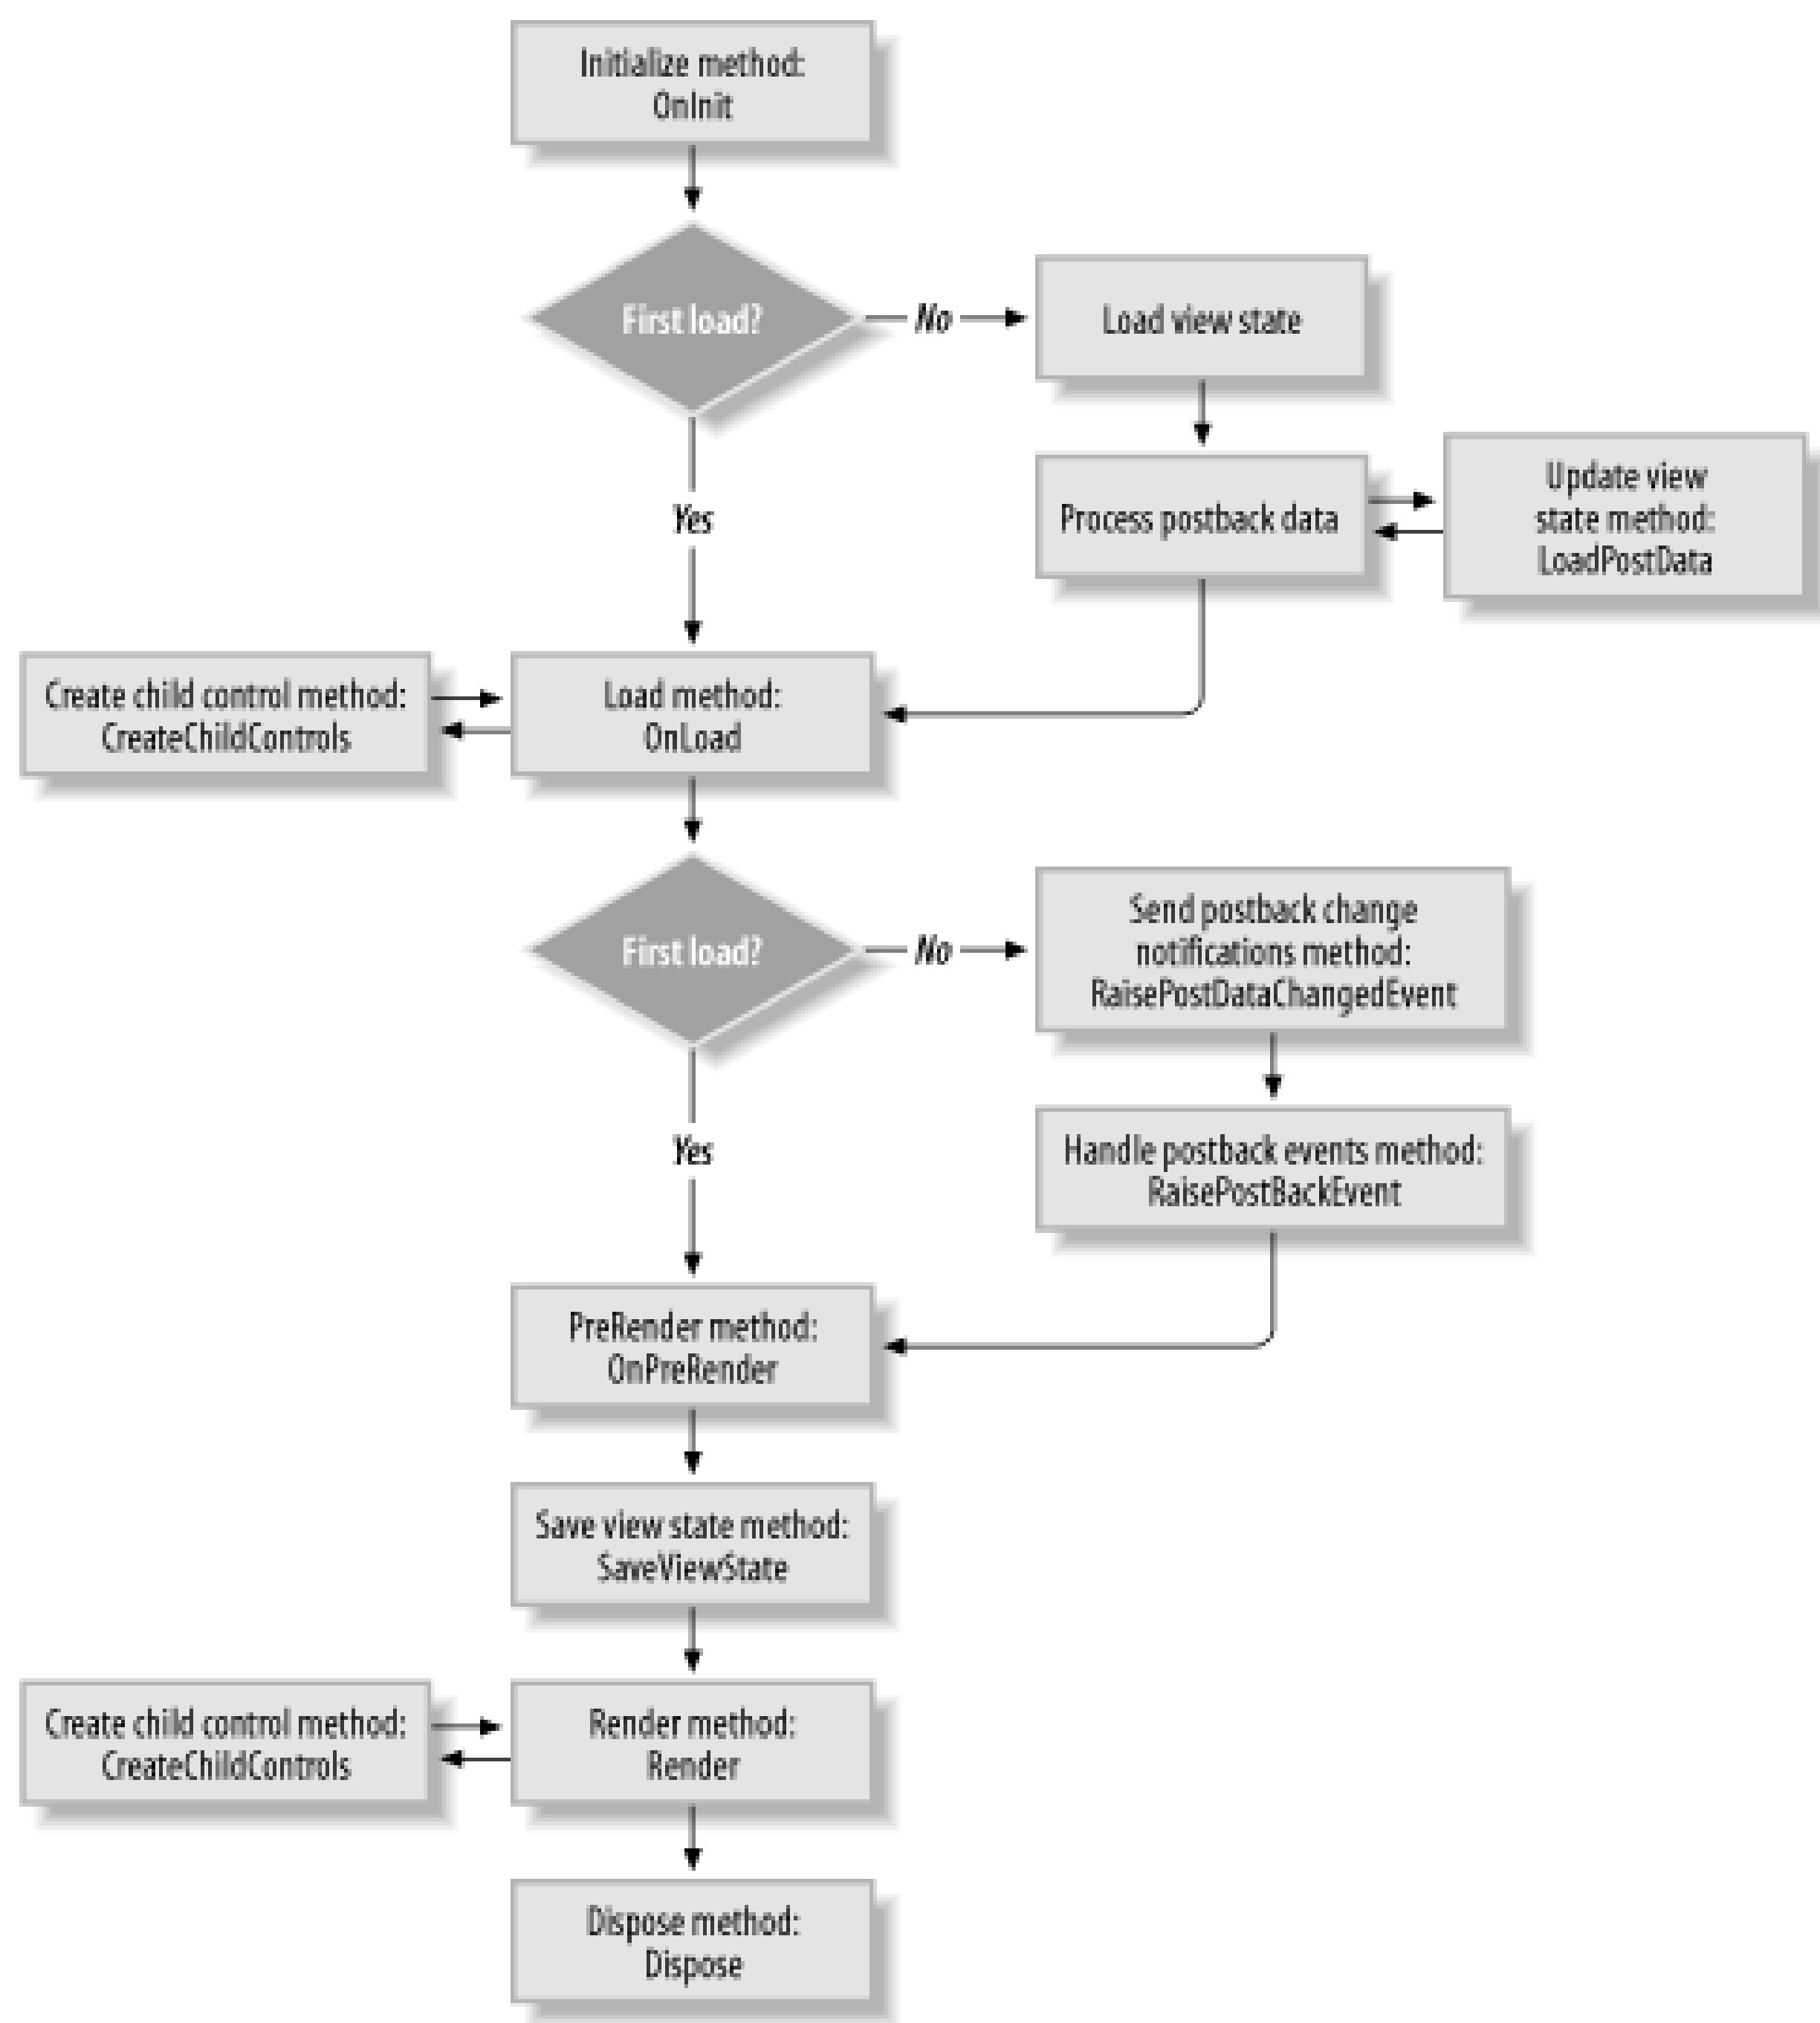 Initialize method:
OnInit
First load?
No
Load view state
Yes
Process postback data
Update view
state method:
LoadPostData
Create child control method:
CreateChildControls
Load method:
OnLoad
First load?
No
Send postback change
notifications method:
RaisePostDataChangedEvent
Yes
Handle postback events method:
RaisePostBackEvent
PreRender method:
OnPreRender
Save view state method:
SaveViewState
Create child control method:
CreateChildControls
Render method:
Render
Dispose method:
Dispose